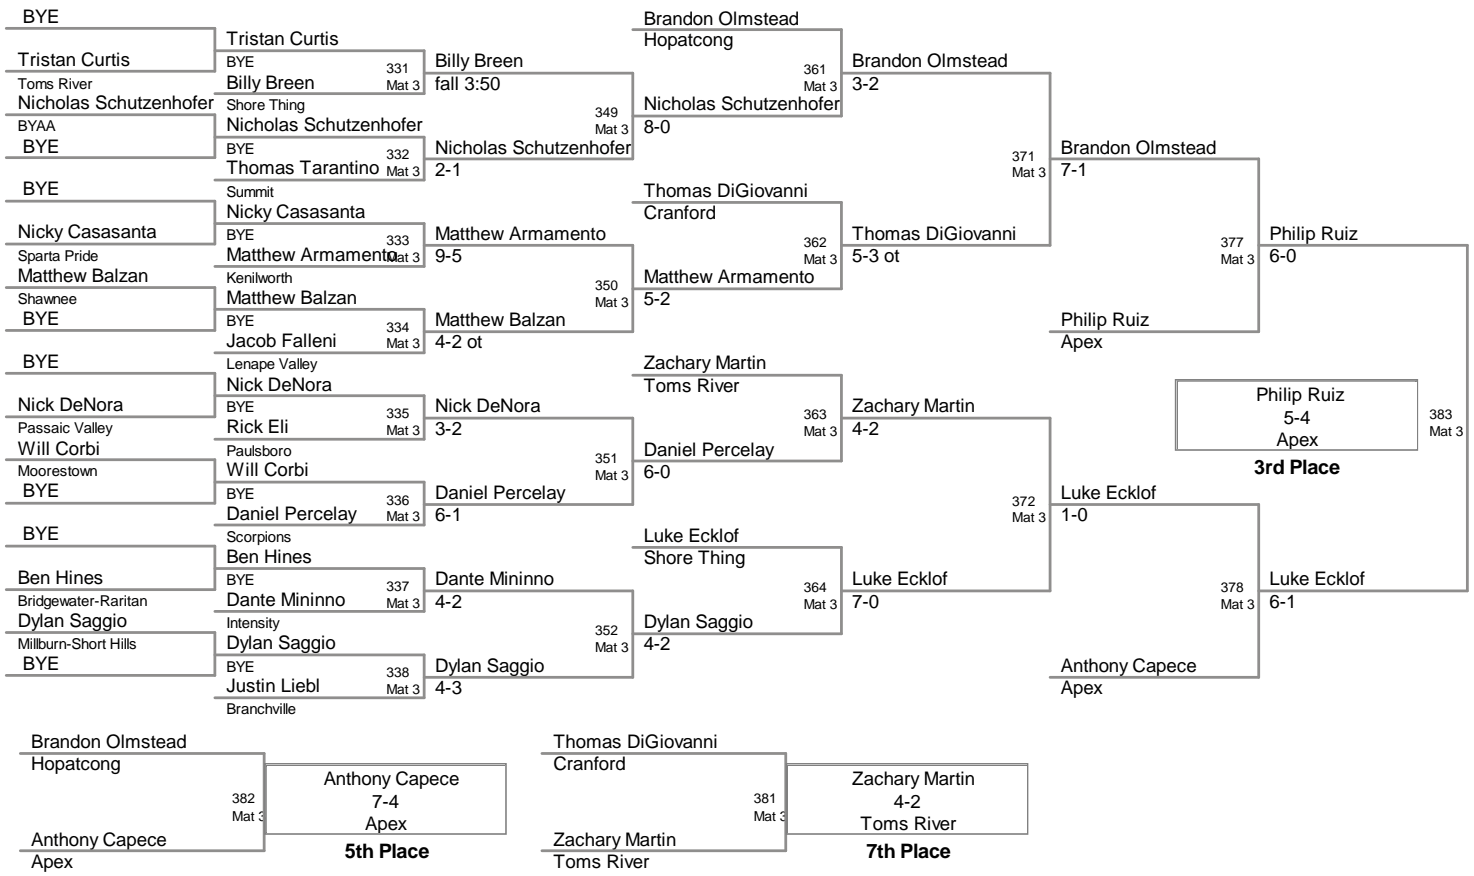 BYE
Tristan Curtis
Toms River
Nicholas Schutzenhofer
BYAA
BYE
BYE
Nicky Casasanta
Sparta Pride
Matthew Balzan
Shawnee
BYE
BYE
Nick DeNora
Passaic Valley
Will Corbi
Moorestown
BYE
BYE
Ben Hines
Bridgewater-Raritan
Dylan Saggio
Millburn-Short Hills
BYE
Tristan Curtis
BYE
331
Billy Breen
Mat 3
Shore Thing
Nicholas Schutzenhofer
BYE
332
Thomas Tarantino
Mat 3
Summit
Nicky Casasanta
BYE
333
Matthew Armamento
Mat 3
Kenilworth
Matthew Balzan
BYE
334
Jacob Falleni
Mat 3
Lenape Valley
Nick DeNora
BYE
335
Rick Eli
Mat 3
Paulsboro
Will Corbi
BYE
336
Daniel Percelay
Mat 3
Scorpions
Ben Hines
BYE
337
Dante Mininno
Mat 3
Intensity
Dylan Saggio
BYE
338
Justin Liebl
Mat 3
Branchville
Billy Breen
fall 3:50
349
Mat 3
Nicholas Schutzenhofer
2-1
Matthew Armamento
9-5
350
Mat 3
Matthew Balzan
4-2 ot
Nick DeNora
3-2
351
Mat 3
Daniel Percelay
6-1
Dante Mininno
4-2
352
Mat 3
Dylan Saggio
4-3
Brandon Olmstead
Hopatcong
361
Mat 3
Nicholas Schutzenhofer
8-0
Thomas DiGiovanni
Cranford
362
Mat 3
Matthew Armamento
5-2
Zachary Martin
Toms River
363
Mat 3
Daniel Percelay
6-0
Luke Ecklof
Shore Thing
364
Mat 3
Dylan Saggio
4-2
Brandon Olmstead
3-2
371
Mat 3
Thomas DiGiovanni
5-3 ot
Zachary Martin
4-2
372
Mat 3
Luke Ecklof
7-0
Brandon Olmstead
7-1
377
Mat 3
Philip Ruiz
Apex
Luke Ecklof
1-0
378
Mat 3
Anthony Capece
Apex
Philip Ruiz
6-0
Philip Ruiz
5-4
Apex
3rd Place
383
Mat 3
Luke Ecklof
6-1
Brandon Olmstead
Hopatcong
382
Mat 3
Anthony Capece
Apex
Anthony Capece
7-4
Apex
5th Place
Thomas DiGiovanni
Cranford
381
Mat 3
Zachary Martin
Toms River
Zachary Martin
4-2
Toms River
7th Place